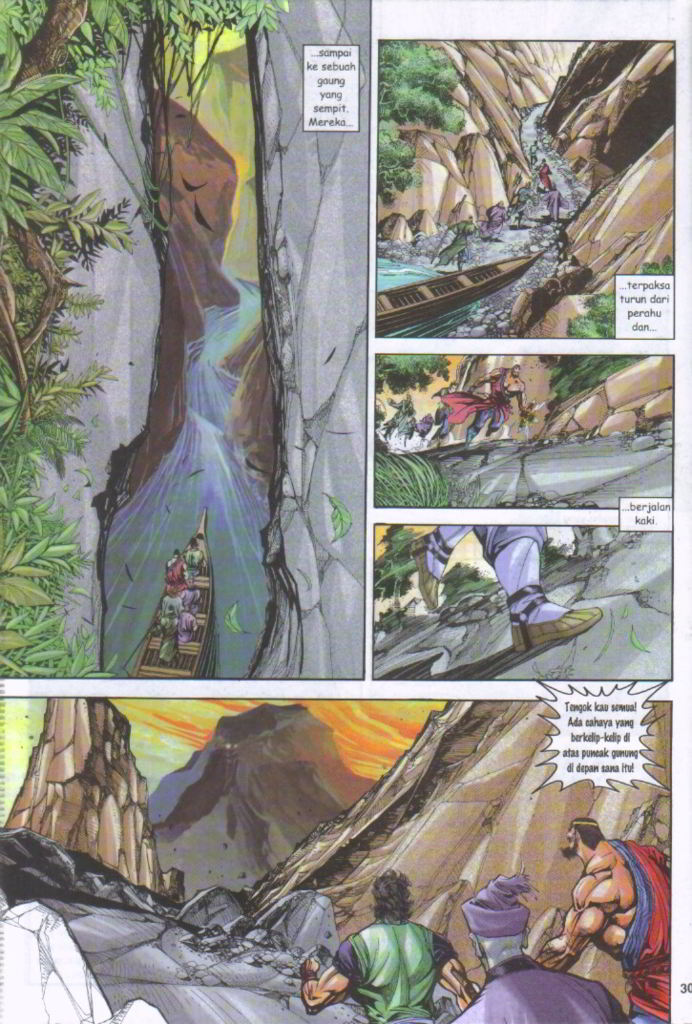 ...sampai
ke sebuah
gaung
yang
sempit.
Mereka...
...terpaksa
turun dari
perahu
dan...
...berjalan
kaki.
Tengok kau semua!
Ada cahaya yang
berkelip-kelip di
atas puncak gunung
di depan sana itu!
30